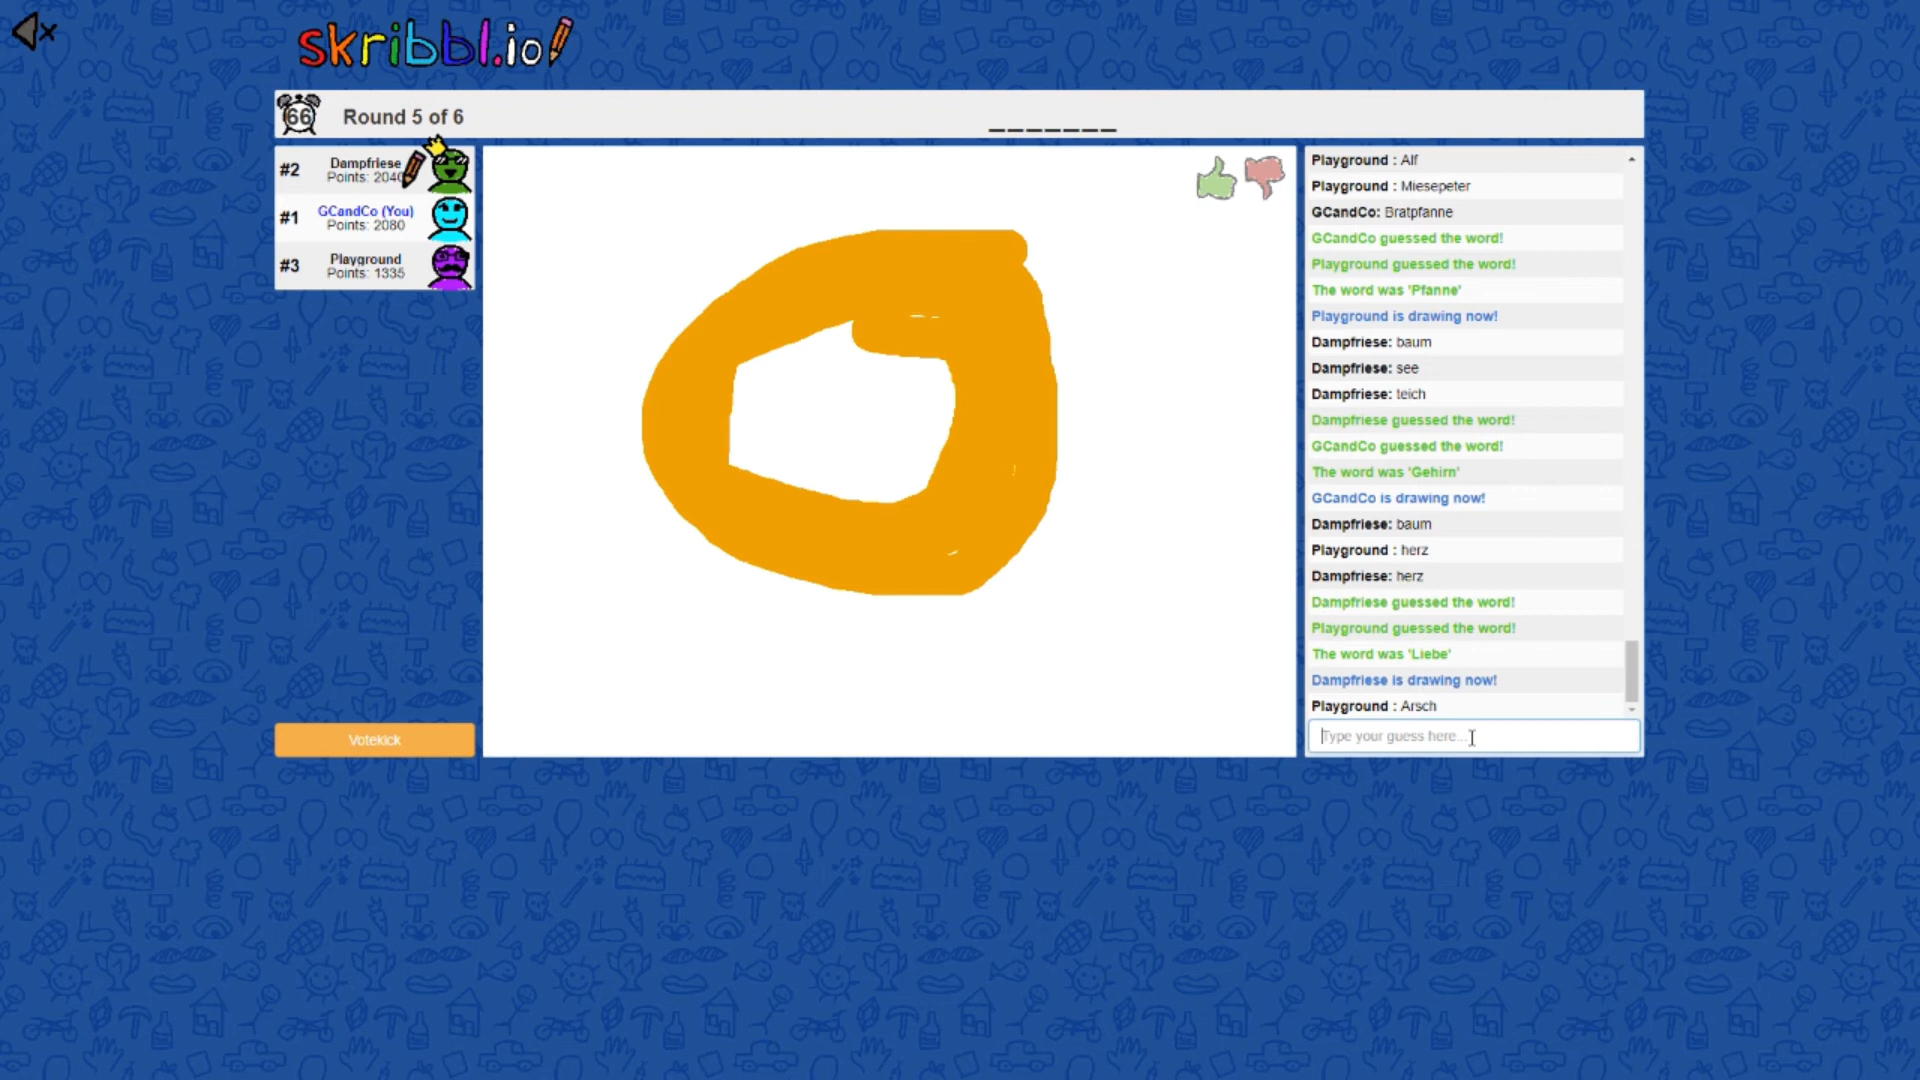 skribbl.io
66 Round 5 of 6 _______
#2 Dampfriese
Points: 2040
#1 GCandCo (You)
Points: 2080
#3 Playground
Points: 1335
Votekick
Playground : Alf
Playground : Miesepeter
GCandCo: Bratpfanne
GCandCo guessed the word!
Playground guessed the word!
The word was 'Pfanne'
Playground is drawing now!
Dampfriese: baum
Dampfriese: see
Dampfriese: teich
Dampfriese guessed the word!
GCandCo guessed the word!
The word was 'Gehirn'
GCandCo is drawing now!
Dampfriese: baum
Playground : herz
Dampfriese: herz
Dampfriese guessed the word!
Playground guessed the word!
The word was 'Liebe'
Dampfriese is drawing now!
Playground : Arsch
Type your guess here...